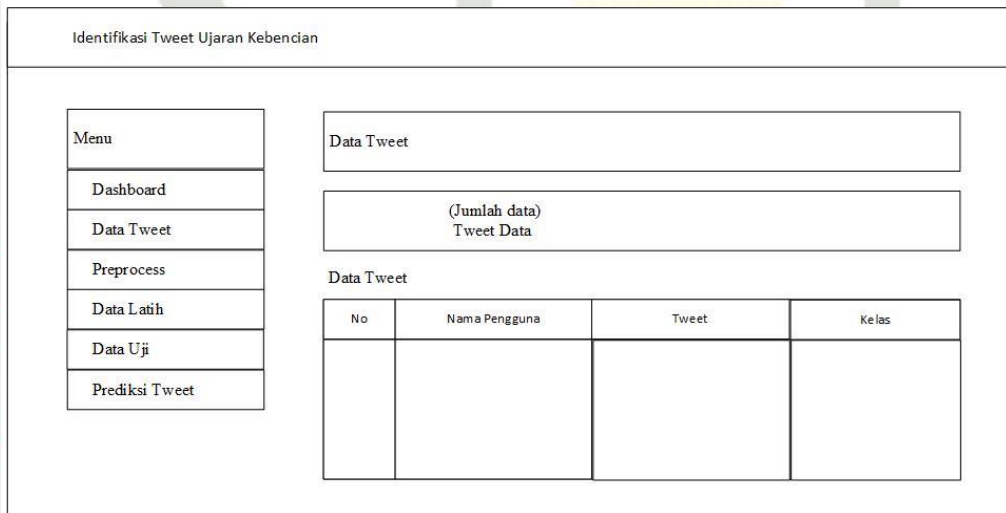 Identifikasi Tweet Ujaran Kebencian
Menu
Dashboard
Data Tweet
Preprocess
Data Latih
Data Uji
Prediksi Tweet
Data Tweet
(Jumlah data)
Tweet Data
Data Tweet
No Nama Pengguna Tweet Kelas